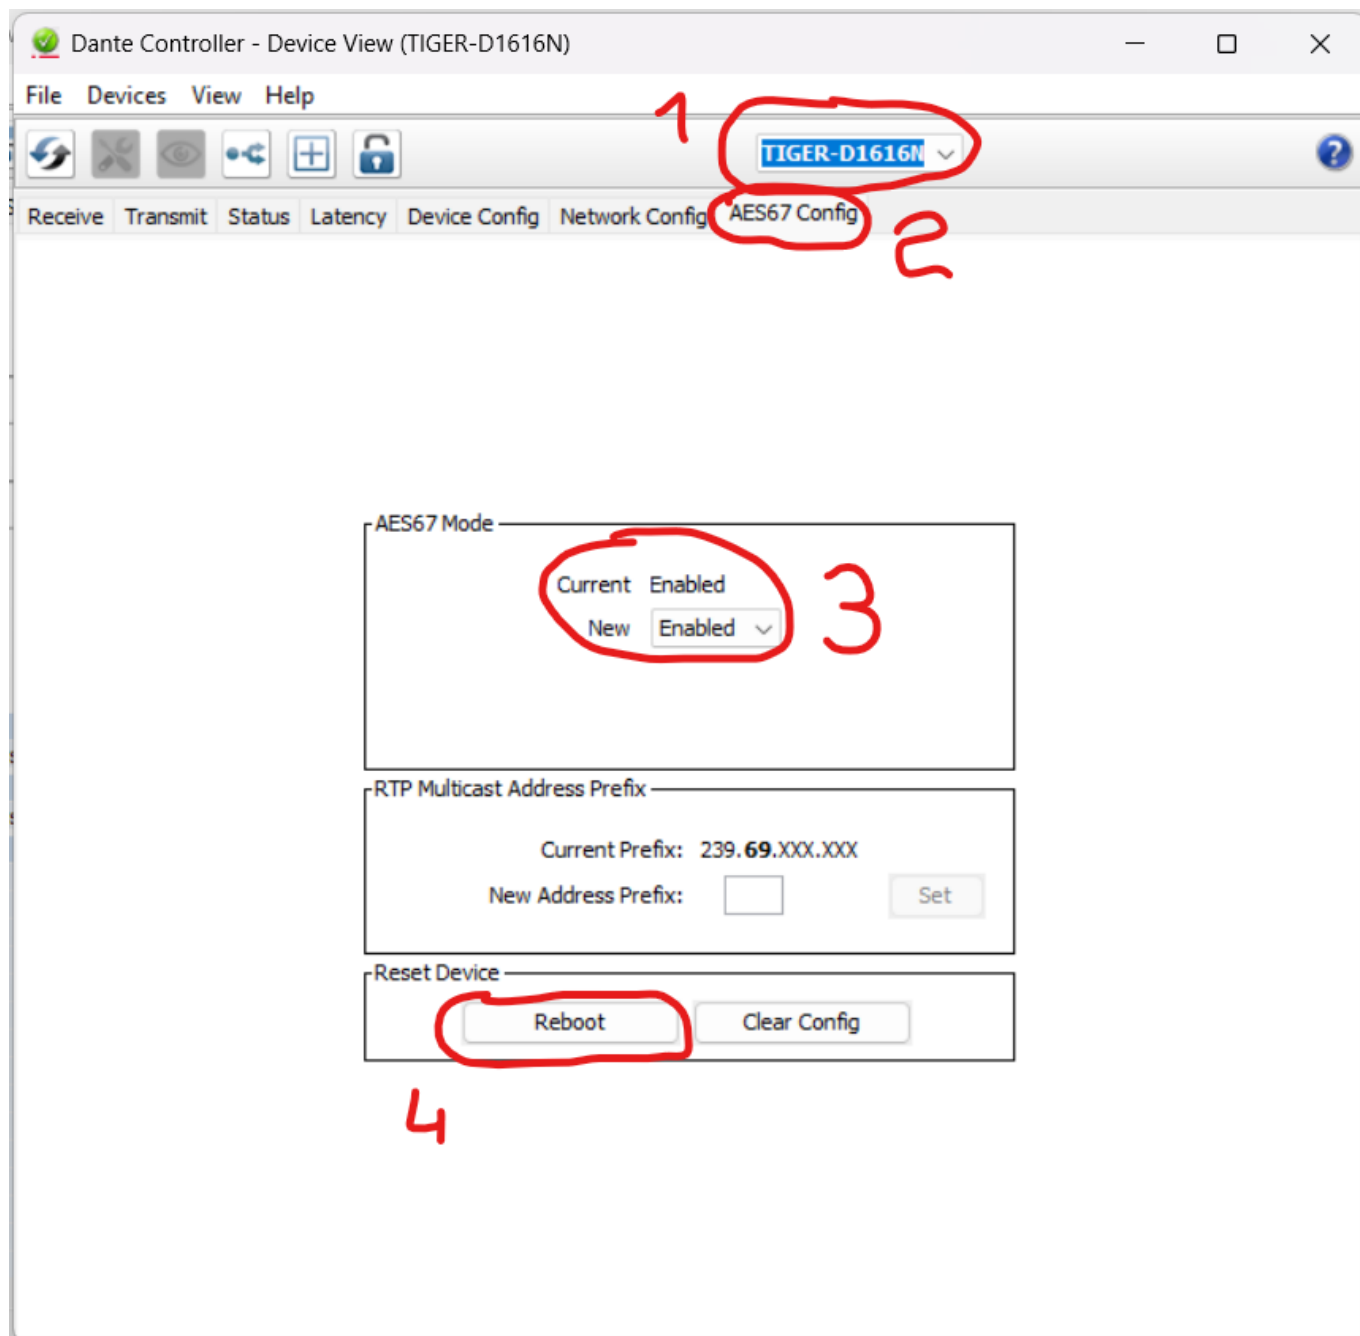 Dante Controller - Device View (TIGER-D1616N)
File Devices View Help
1
TIGER-D1616N
?
Receive Transmit Status Latency Device Config Network Config AES67 Config
2
AES67 Mode
Current Enabled
New Enabled
3
RTP Multicast Address Prefix
Current Prefix: 239.69.XXX.XXX
New Address Prefix: Set
Reset Device
Reboot Clear Config
4